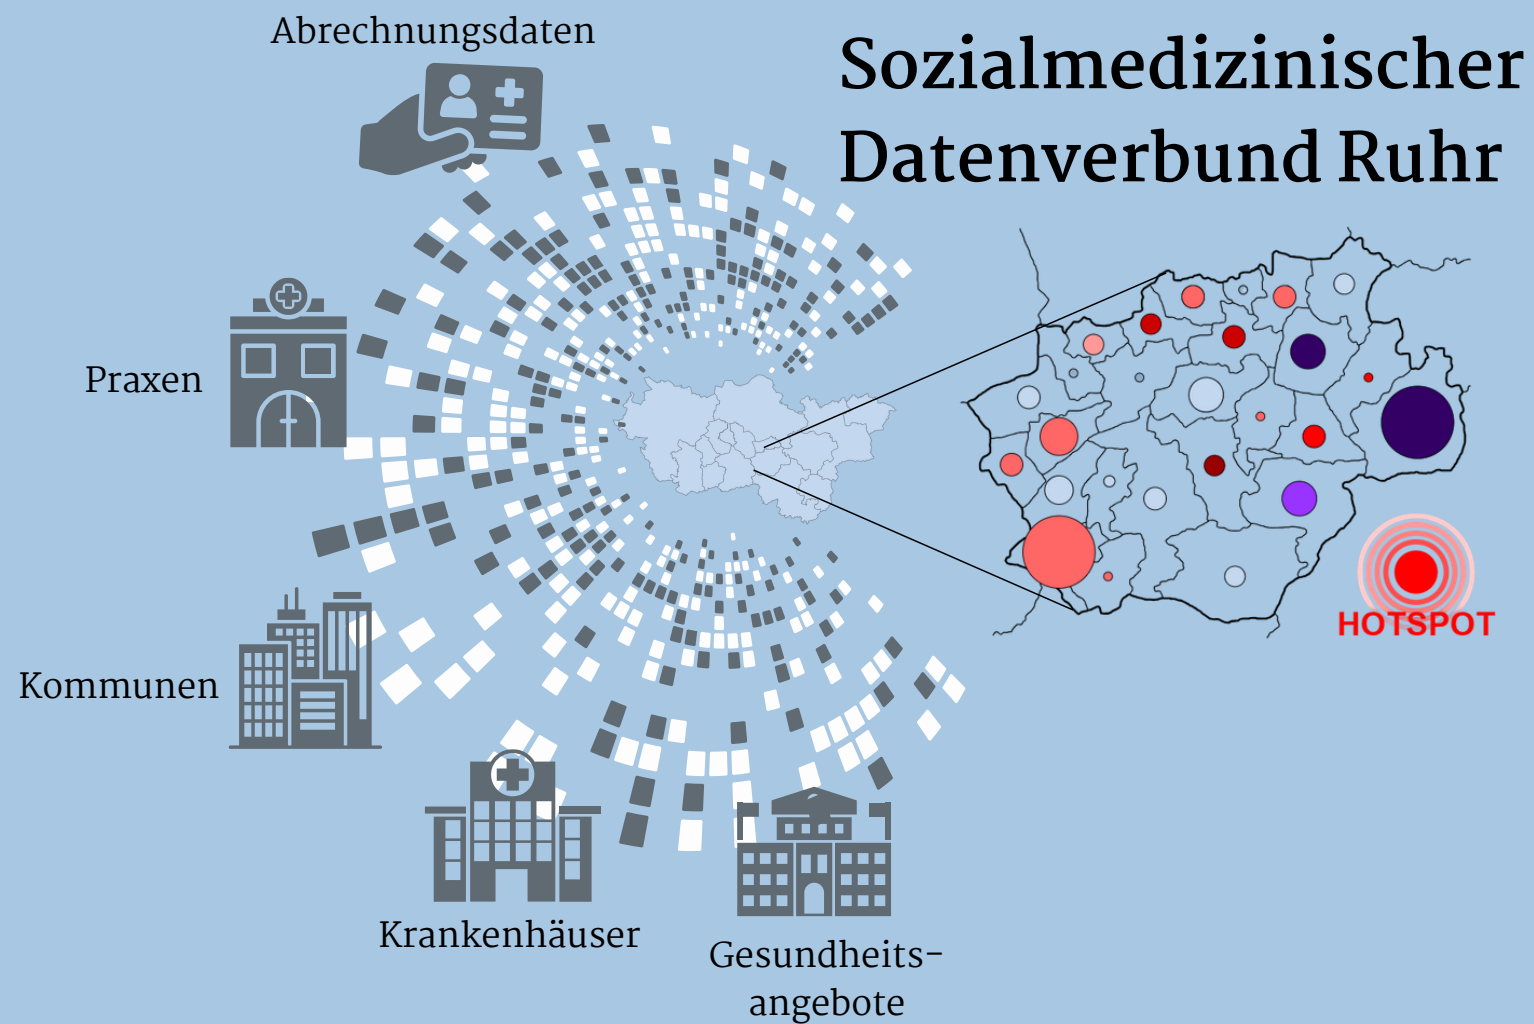 Sozialmedizinischer
Datenverbund Ruhr
Abrechnungsdaten
Praxen
Kommunen
Krankenhäuser
Gesundheits-
angebote
HOTSPOT